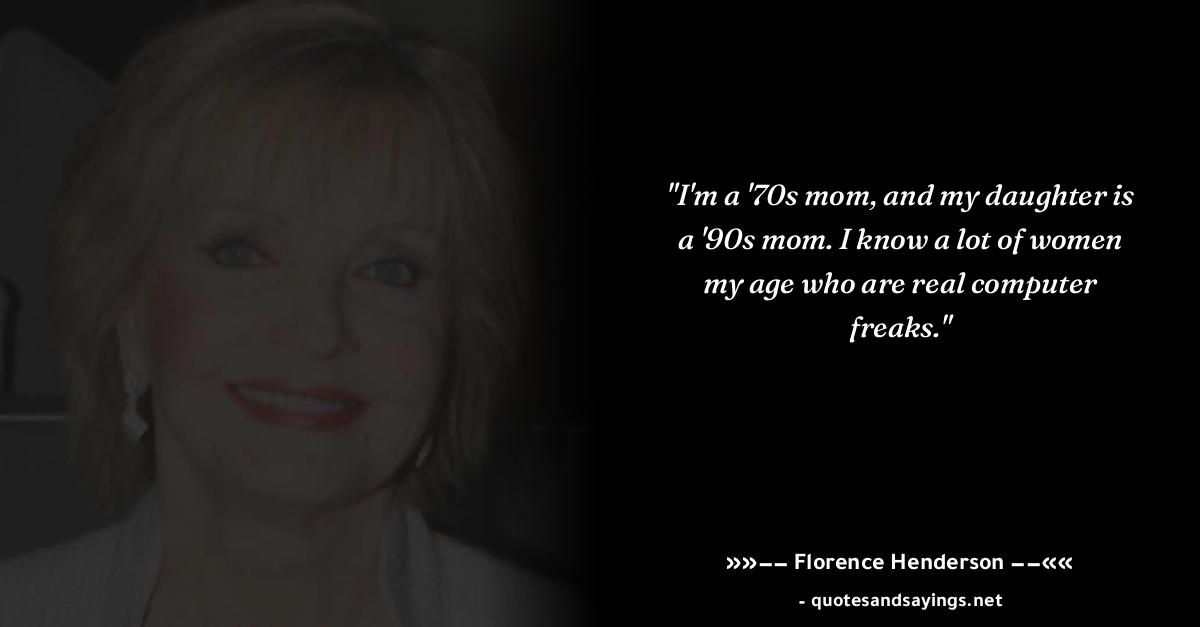 "I'm a '70s mom, and my daughter is
a '90s mom. I know a lot of women
my age who are real computer
freaks."
»»−− Florence Henderson −−««
- quotesandsayings.net